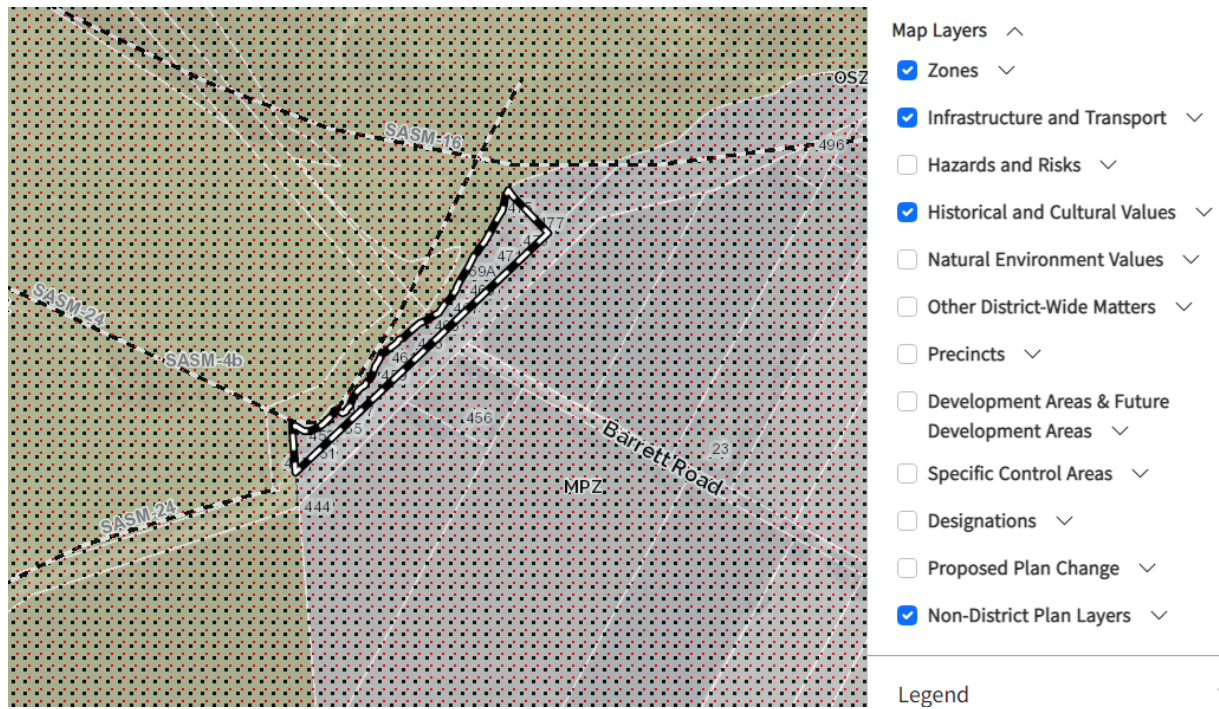 OSZ
SASM-16
496
477
SASM-24
SASM-4b
456
Barrett Road
23
MPZ
SASM-24
444
Map Layers
Zones
Infrastructure and Transport
Hazards and Risks
Historical and Cultural Values
Natural Environment Values
Other District-Wide Matters
Precincts
Development Areas & Future
Development Areas
Specific Control Areas
Designations
Proposed Plan Change
Non-District Plan Layers
Legend